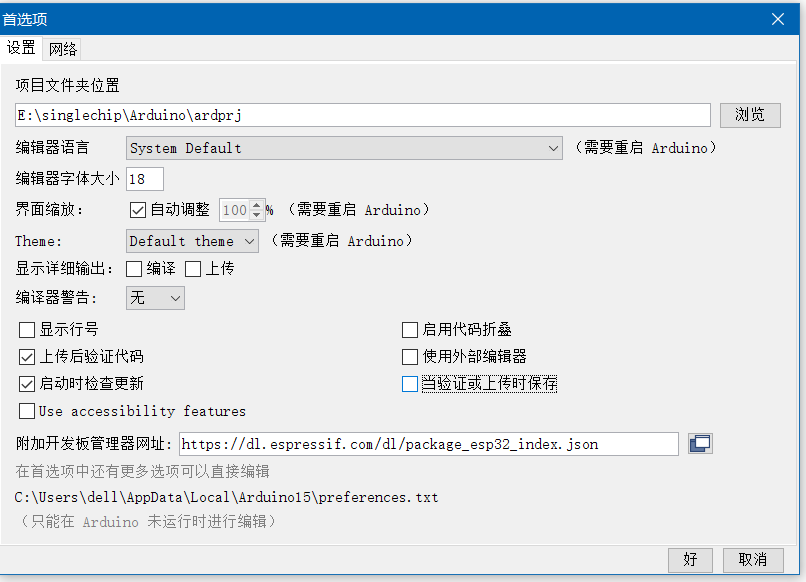 首选项
设置 网络
项目文件夹位置
E:\singlechip\Arduino\ardprj 浏览
编辑器语言 System Default （需要重启 Arduino）
编辑器字体大小 18
界面缩放： 自动调整 100 % （需要重启 Arduino）
Theme: Default theme （需要重启 Arduino）
显示详细输出： 编译 上传
编译器警告: 无
显示行号 启用代码折叠
上传后验证代码 使用外部编辑器
启动时检查更新 当验证或上传时保存
Use accessibility features
附加开发板管理器网址: https://dl.espressif.com/dl/package_esp32_index.json
在首选项中还有更多选项可以直接编辑
C:\Users\dell\AppData\Local\Arduino15\preferences.txt
（只能在 Arduino 未运行时进行编辑）
好 取消